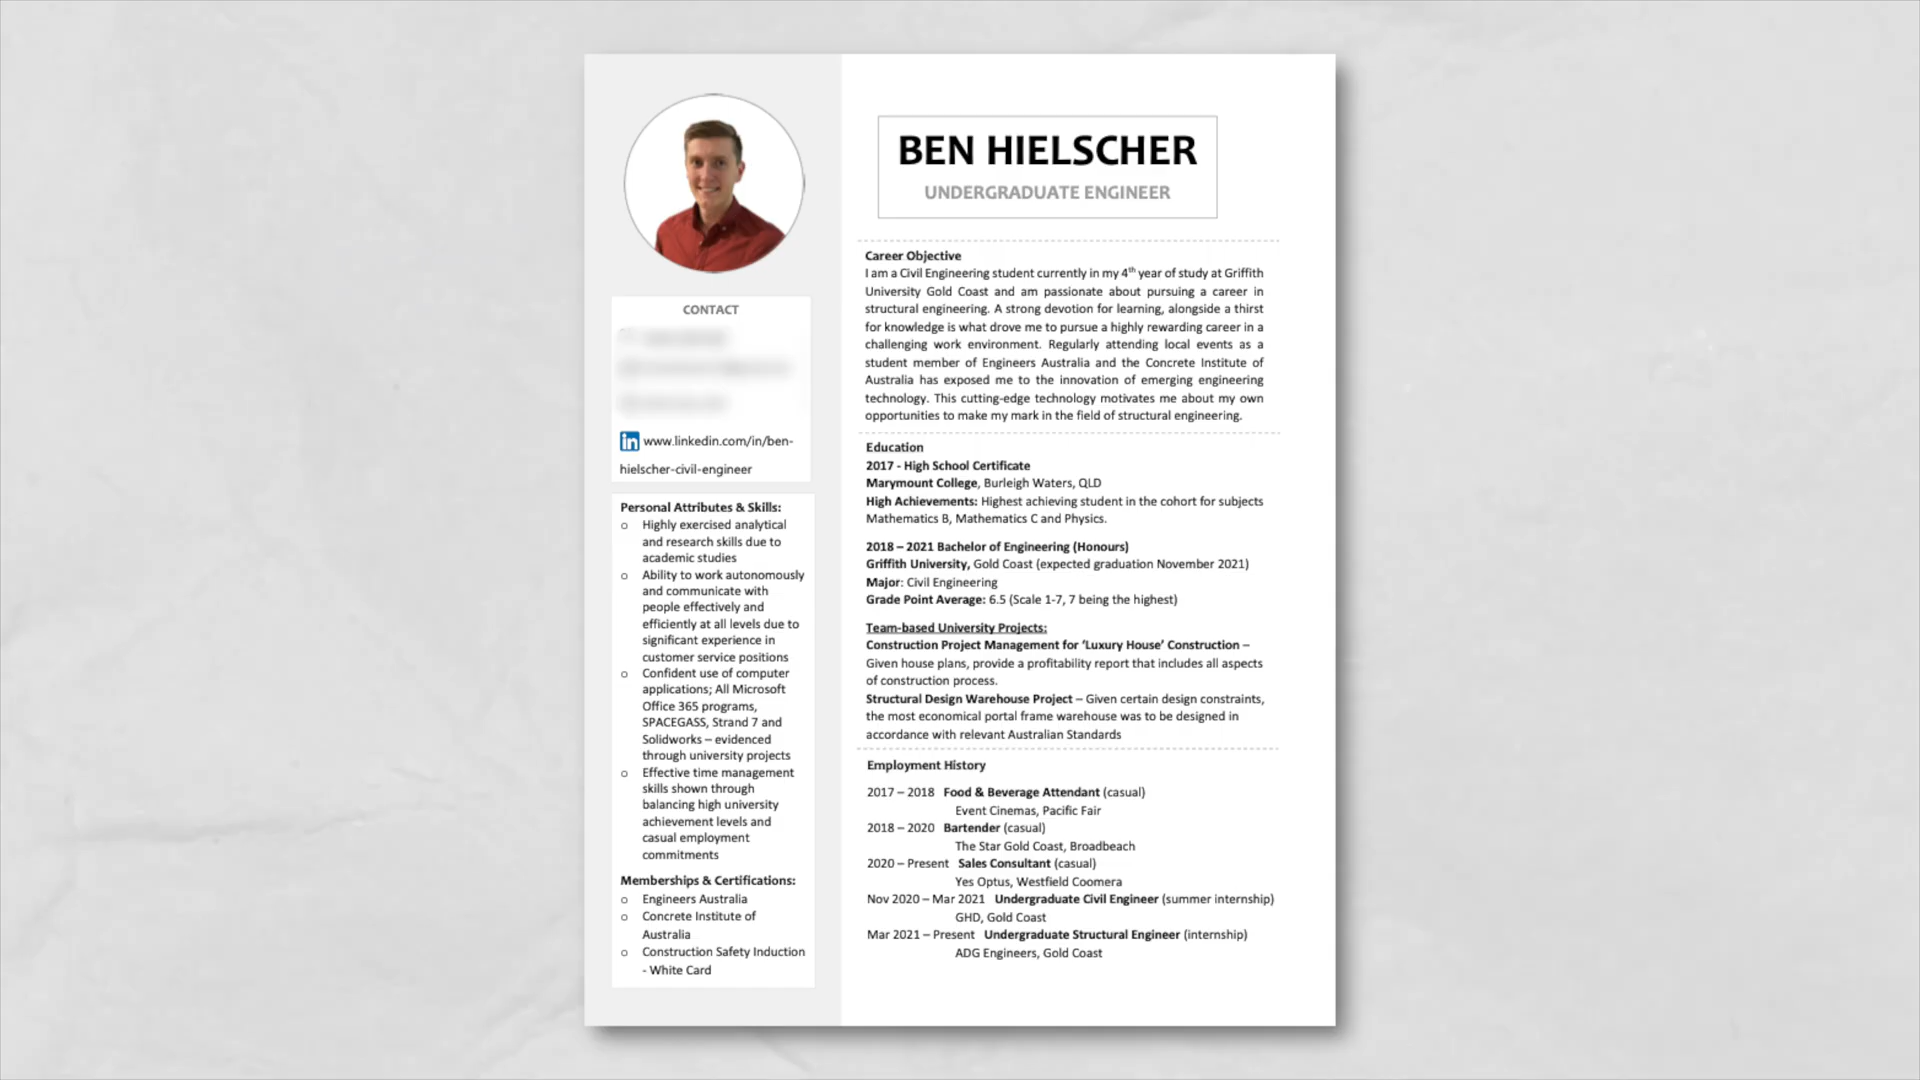 BEN HIELSCHER
UNDERGRADUATE ENGINEER
CONTACT
in www.linkedin.com/in/ben-
hielscher-civil-engineer
Personal Attributes & Skills:
o Highly exercised analytical
and research skills due to
academic studies
o Ability to work autonomously
and communicate with
people effectively and
efficiently at all levels due to
significant experience in
customer service positions
o Confident use of computer
applications; All Microsoft
Office 365 programs,
SPACEGASS, Strand 7 and
Solidworks – evidenced
through university projects
o Effective time management
skills shown through
balancing high university
achievement levels and
casual employment
commitments
Memberships & Certifications:
o Engineers Australia
o Concrete Institute of
Australia
o Construction Safety Induction
- White Card
Career Objective
I am a Civil Engineering student currently in my 4th year of study at Griffith
University Gold Coast and am passionate about pursuing a career in
structural engineering. A strong devotion for learning, alongside a thirst
for knowledge is what drove me to pursue a highly rewarding career in a
challenging work environment. Regularly attending local events as a
student member of Engineers Australia and the Concrete Institute of
Australia has exposed me to the innovation of emerging engineering
technology. This cutting-edge technology motivates me about my own
opportunities to make my mark in the field of structural engineering.
Education
2017 - High School Certificate
Marymount College, Burleigh Waters, QLD
High Achievements: Highest achieving student in the cohort for subjects
Mathematics B, Mathematics C and Physics.
2018 – 2021 Bachelor of Engineering (Honours)
Griffith University, Gold Coast (expected graduation November 2021)
Major: Civil Engineering
Grade Point Average: 6.5 (Scale 1-7, 7 being the highest)
Team-based University Projects:
Construction Project Management for ‘Luxury House’ Construction –
Given house plans, provide a profitability report that includes all aspects
of construction process.
Structural Design Warehouse Project – Given certain design constraints,
the most economical portal frame warehouse was to be designed in
accordance with relevant Australian Standards
Employment History
2017 – 2018 Food & Beverage Attendant (casual)
Event Cinemas, Pacific Fair
2018 – 2020 Bartender (casual)
The Star Gold Coast, Broadbeach
2020 – Present Sales Consultant (casual)
Yes Optus, Westfield Coomera
Nov 2020 – Mar 2021 Undergraduate Civil Engineer (summer internship)
GHD, Gold Coast
Mar 2021 – Present Undergraduate Structural Engineer (internship)
ADG Engineers, Gold Coast